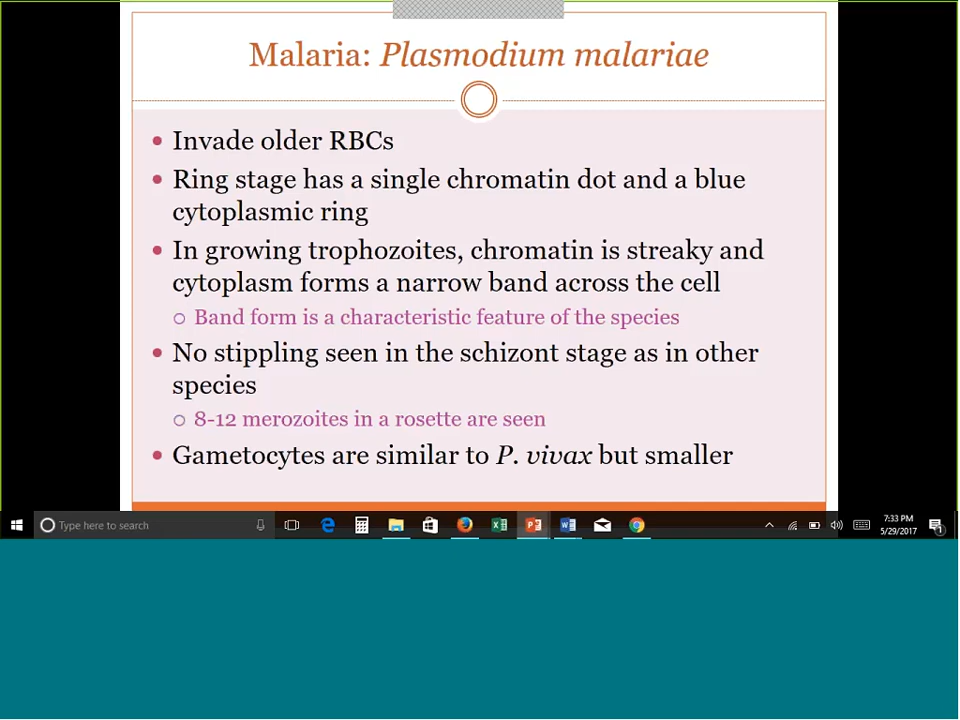 Malaria: Plasmodium malariae
Invade older RBCs
Ring stage has a single chromatin dot and a blue
cytoplasmic ring
In growing trophozoites, chromatin is streaky and
cytoplasm forms a narrow band across the cell
Band form is a characteristic feature of the species
No stippling seen in the schizont stage as in other
species
8-12 merozoites in a rosette are seen
Gametocytes are similar to P. vivax but smaller
Type here to search
7:33 PM
5/29/2017
1